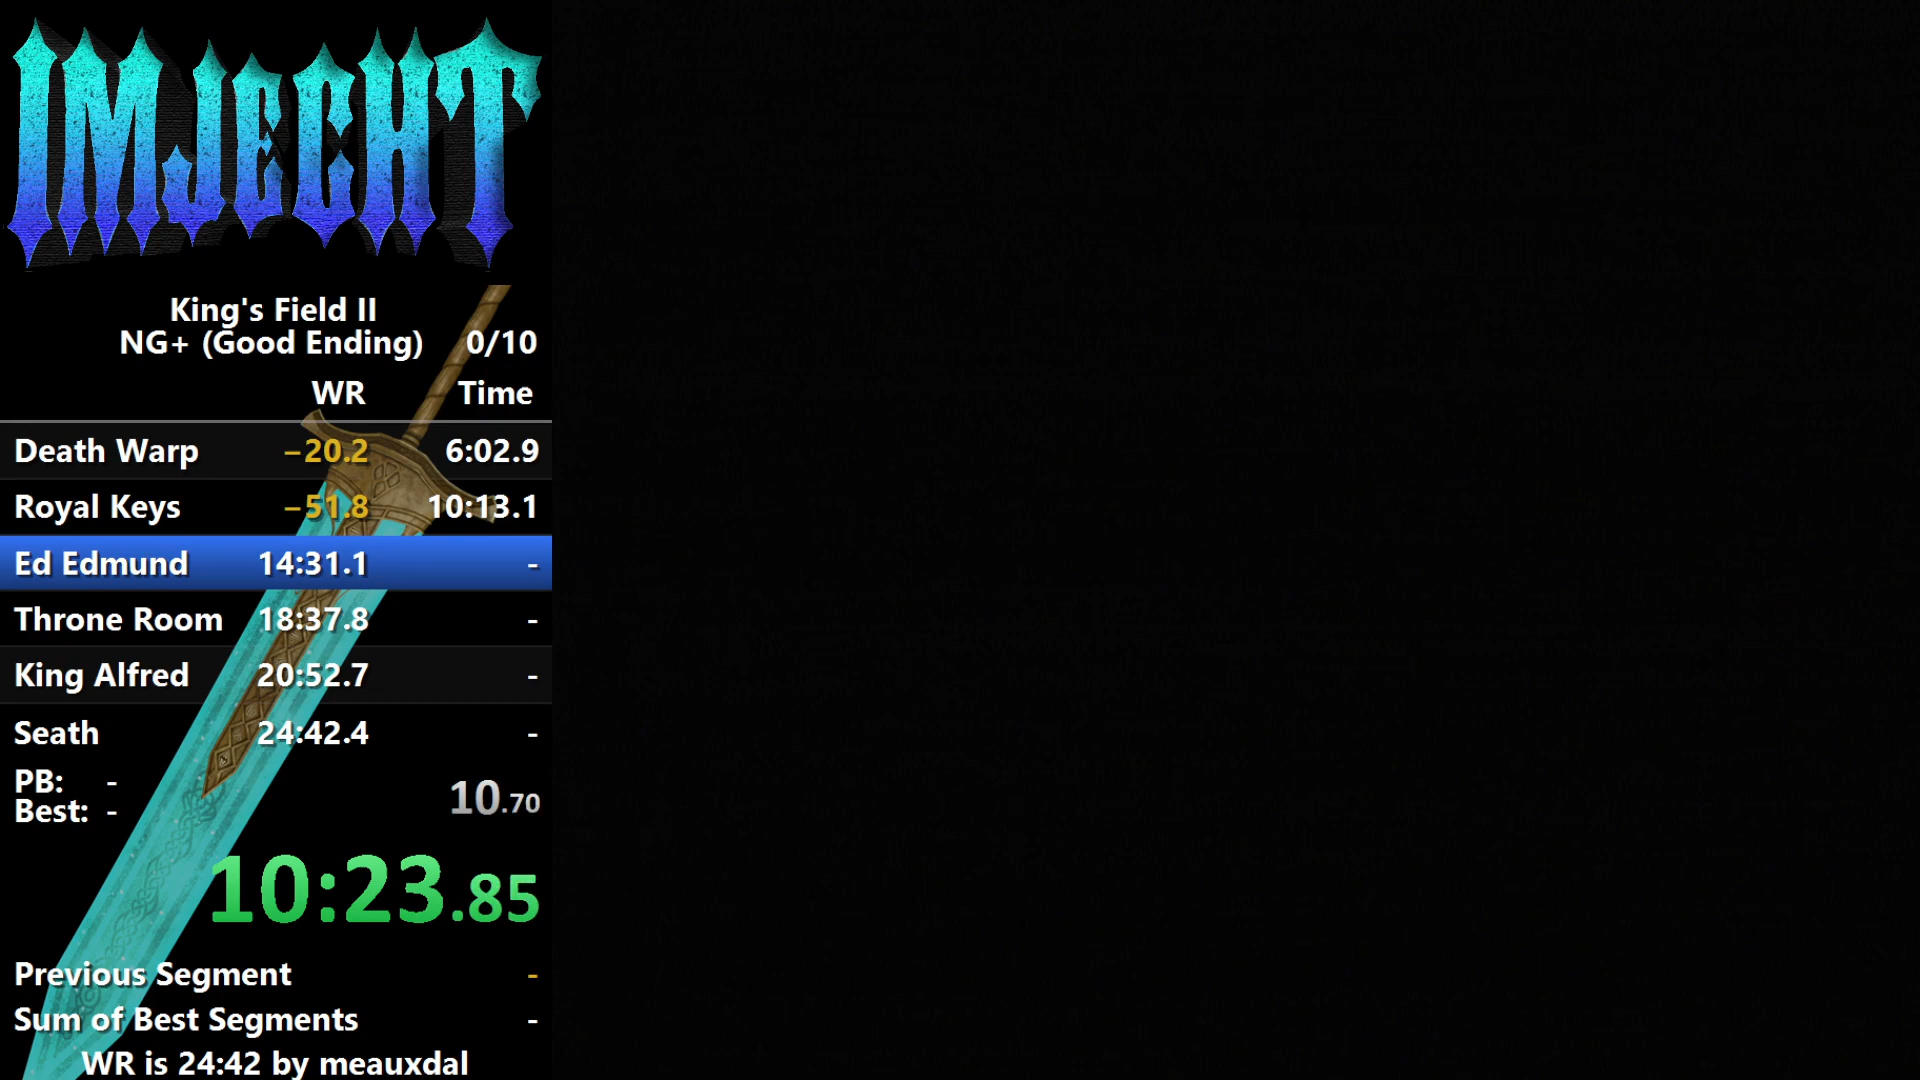 IMJECHT
King's Field II
NG+ (Good Ending) 0/10
WR Time
Death Warp −20.2 6:02.9
Royal Keys −51.8 10:13.1
Ed Edmund 14:31.1 -
Throne Room 18:37.8 -
King Alfred 20:52.7 -
Seath 24:42.4 -
PB: -
Best: - 10.70
10:23.85
Previous Segment -
Sum of Best Segments -
WR is 24:42 by meauxdal